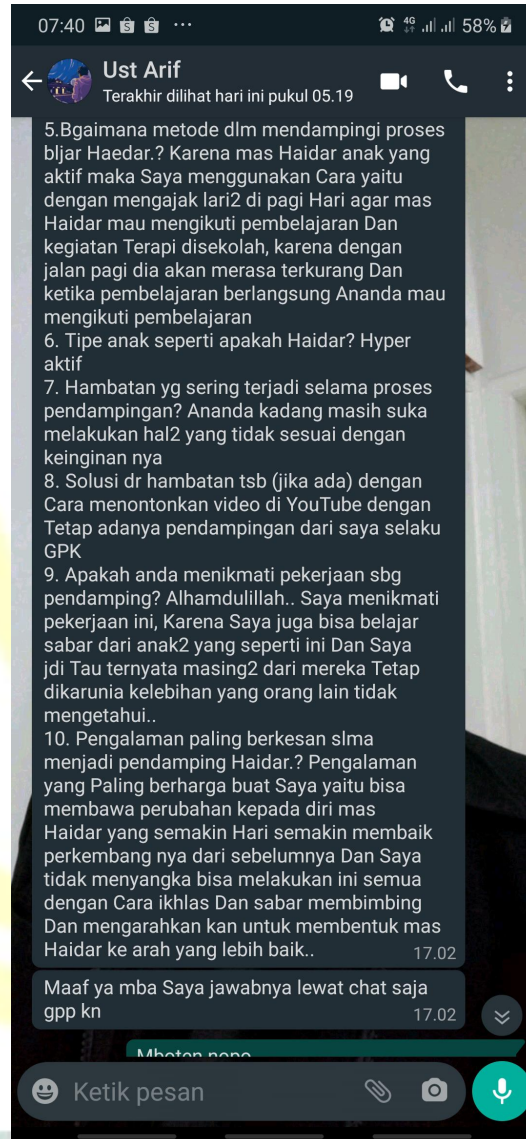 07:40
4G 58%
Ust Arif
Terakhir dilihat hari ini pukul 05.19
5.Bgaimana metode dlm mendampingi proses
bljar Haedar.? Karena mas Haidar anak yang
aktif maka Saya menggunakan Cara yaitu
dengan mengajak lari2 di pagi Hari agar mas
Haidar mau mengikuti pembelajaran Dan
kegiatan Terapi disekolah, karena dengan
jalan pagi dia akan merasa terkurang Dan
ketika pembelajaran berlangsung Ananda mau
mengikuti pembelajaran
6. Tipe anak seperti apakah Haidar? Hyper
aktif
7. Hambatan yg sering terjadi selama proses
pendampingan? Ananda kadang masih suka
melakukan hal2 yang tidak sesuai dengan
keinginan nya
8. Solusi dr hambatan tsb (jika ada) dengan
Cara menontonkan video di YouTube dengan
Tetap adanya pendampingan dari saya selaku
GPK
9. Apakah anda menikmati pekerjaan sbg
pendamping? Alhamdulillah.. Saya menikmati
pekerjaan ini, Karena Saya juga bisa belajar
sabar dari anak2 yang seperti ini Dan Saya
jdi Tau ternyata masing2 dari mereka Tetap
dikarunia kelebihan yang orang lain tidak
mengetahui..
10. Pengalaman paling berkesan slma
menjadi pendamping Haidar.? Pengalaman
yang Paling berharga buat Saya yaitu bisa
membawa perubahan kepada diri mas
Haidar yang semakin Hari semakin membaik
perkembang nya dari sebelumnya Dan Saya
tidak menyangka bisa melakukan ini semua
dengan Cara ikhlas Dan sabar membimbing
Dan mengarahkan kan untuk membentuk mas
Haidar ke arah yang lebih baik.. 17.02
Maaf ya mba Saya jawabnya lewat chat saja
gpp kn 17.02
Mboten nopo
Ketik pesan